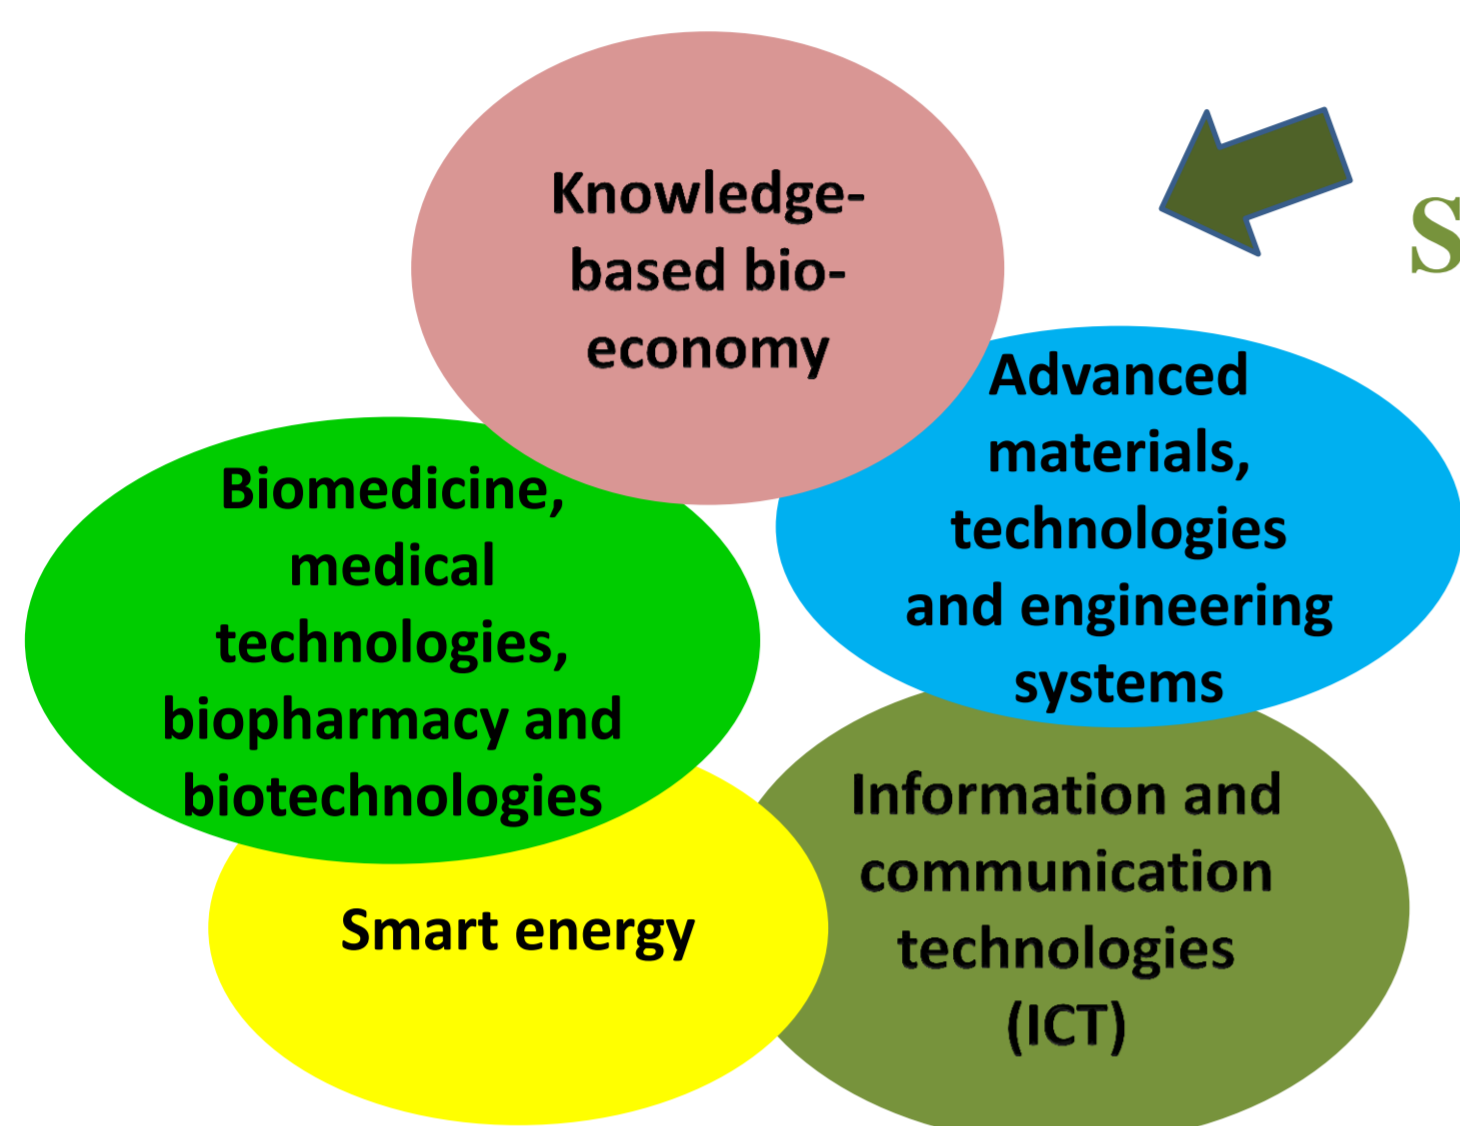 Knowledge-
based bio-
economy
Advanced
materials,
technologies
and engineering
systems
Biomedicine,
medical
technologies,
biopharmacy and
biotechnologies
Smart energy
Information and
communication
technologies
(ICT)
S